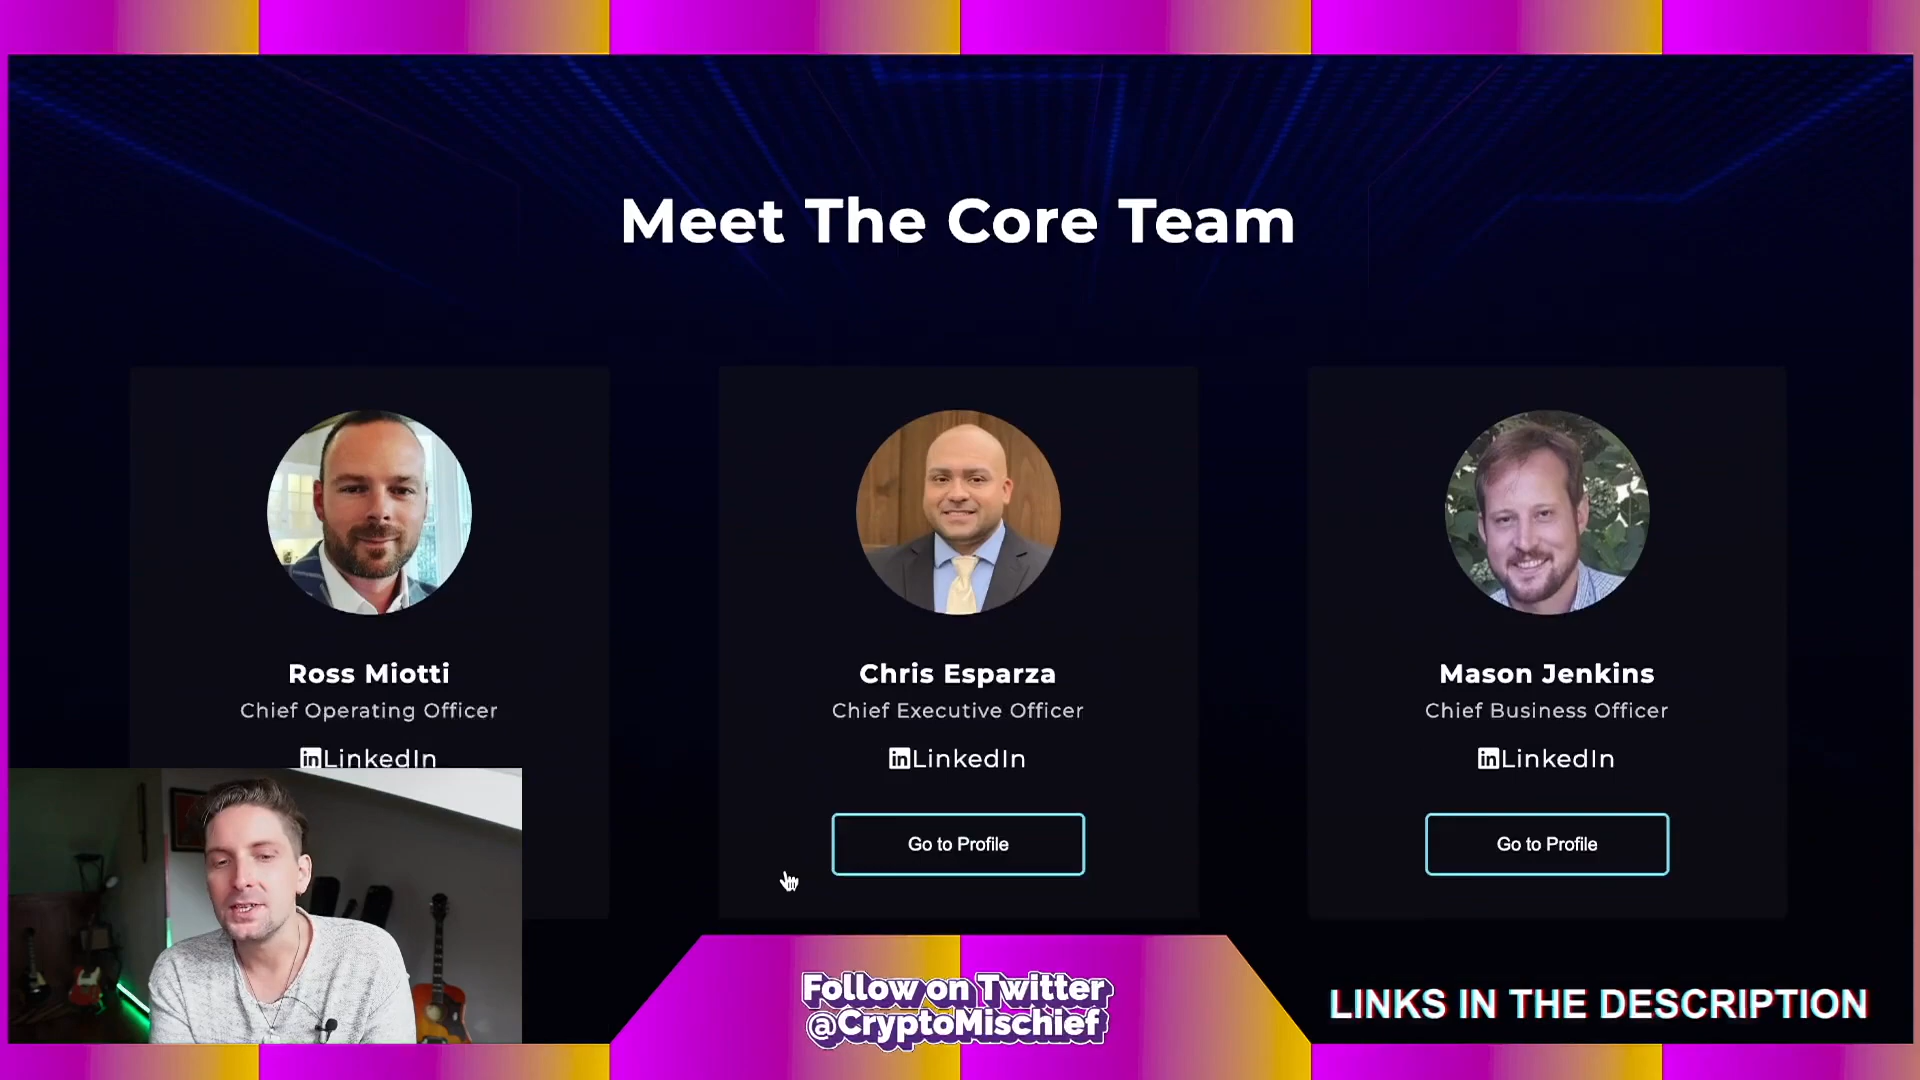 Meet The Core Team
Ross Miotti
Chief Operating Officer
LinkedIn
Chris Esparza
Chief Executive Officer
LinkedIn
Go to Profile
Mason Jenkins
Chief Business Officer
LinkedIn
Go to Profile
Follow on Twitter
@CryptoMischief
LINKS IN THE DESCRIPTION